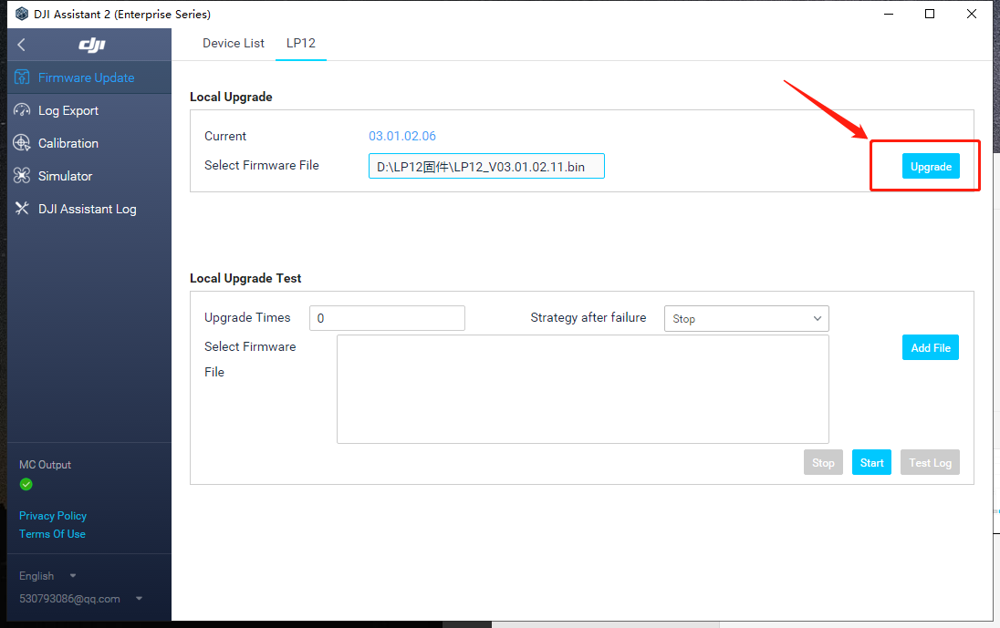 DJI Assistant 2 (Enterprise Series)
dji
Device List
LP12
Firmware Update
Log Export
Calibration
Simulator
DJI Assistant Log
Local Upgrade
Current
03.01.02.06
Select Firmware File
D:\LP12固件\LP12_V03.01.02.11.bin
Upgrade
Local Upgrade Test
Upgrade Times
0
Strategy after failure
Stop
Select Firmware
File
Add File
Stop
Start
Test Log
MC Output
Privacy Policy
Terms Of Use
English
530793086@qq.com